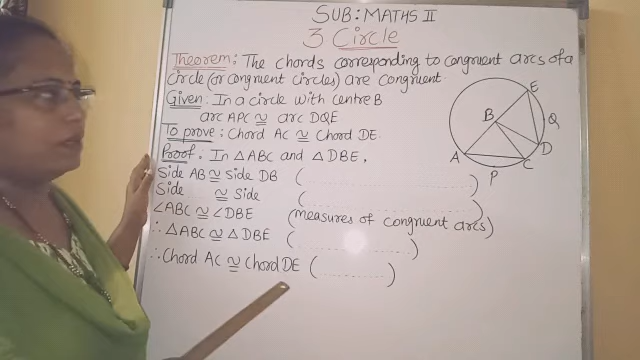 SUB: MATHS II
3 Circle
Theorem: The chords corresponding to congruent arcs of a
circle (or congruent circles) are congruent
Given: In a circle with centre B
arc APC ≅ arc DQE
To prove: Chord AC ≅ Chord DE.
Proof: In △ABC and △DBE,
Side AB ≅ Side DB (..................)
Side ≅ Side (..................)
∠ABC ≅ ∠DBE (measures of congruent arcs)
∴ △ABC ≅ △DBE (..................)
∴ Chord AC ≅ Chord DE (............)
E
B
Q
D
A
C
P